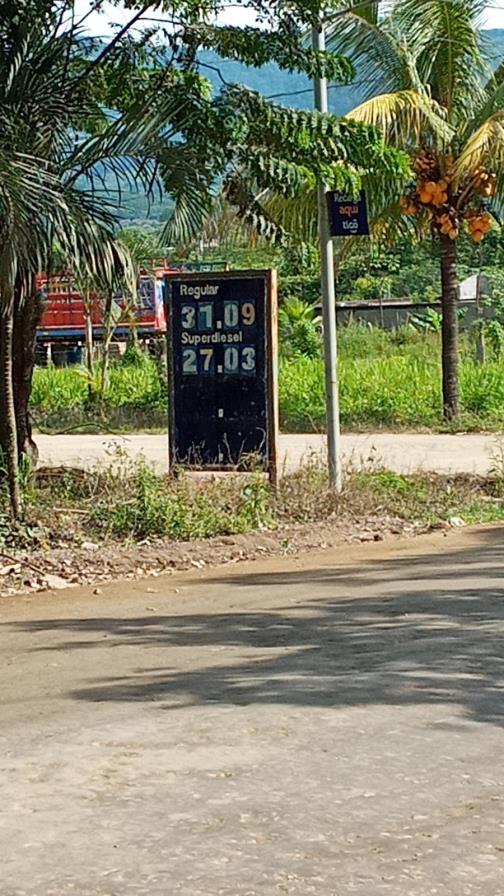 Regular
31.09
Superdiesel
27.03
Recarga
aquí
tigo